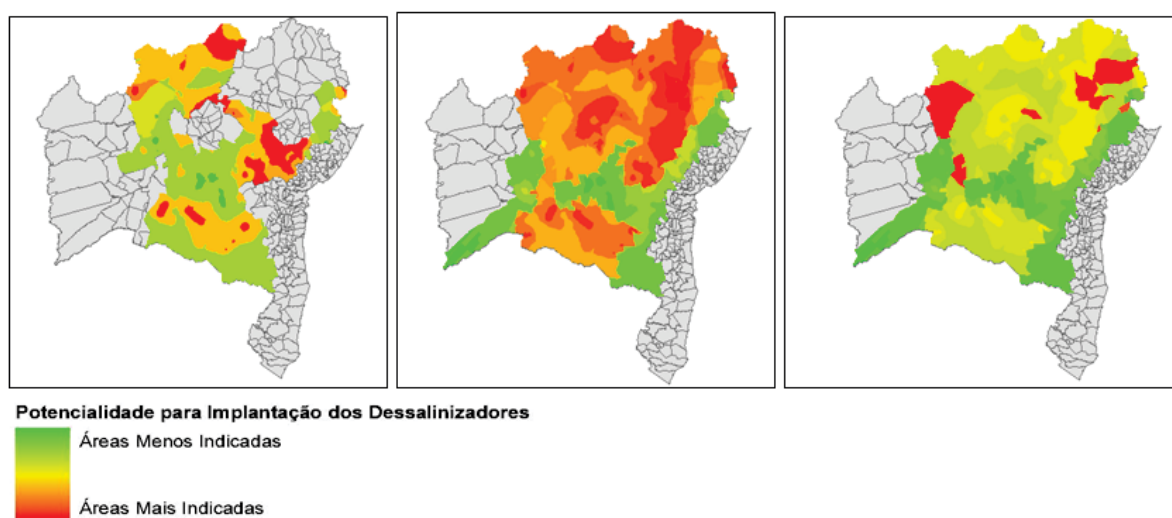 Potencialidade para Implantação dos Dessalinizadores
Áreas Menos Indicadas
Áreas Mais Indicadas